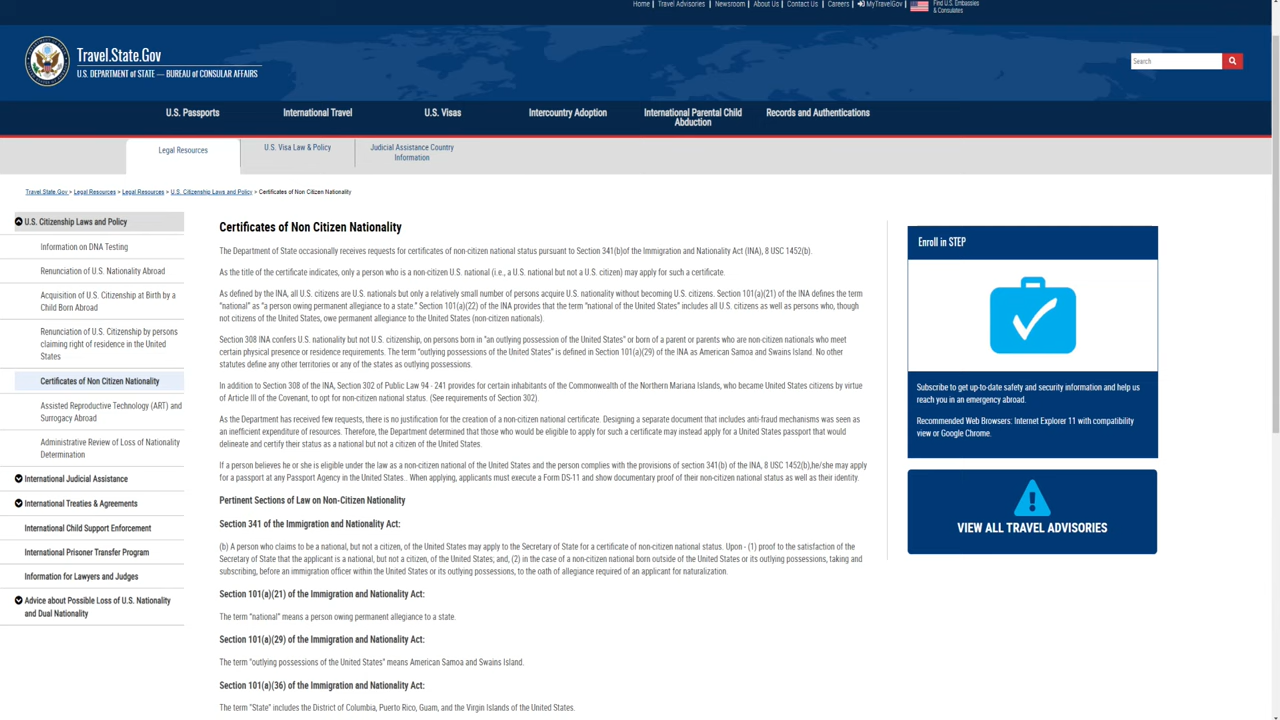 Home | Travel Advisories | Newsroom | About Us | Contact Us | Careers | MyTravelGov | Find U.S. Embassies
& Consulates
Travel.State.Gov
U.S. DEPARTMENT of STATE — BUREAU of CONSULAR AFFAIRS
Search
U.S. Passports
International Travel
U.S. Visas
Intercountry Adoption
International Parental Child
Abduction
Records and Authentications
Legal Resources
U.S. Visa Law & Policy
Judicial Assistance Country
Information
Travel.State.Gov > Legal Resources > Legal Resources > U.S. Citizenship Laws and Policy > Certificates of Non Citizen Nationality
U.S. Citizenship Laws and Policy
Information on DNA Testing
Renunciation of U.S. Nationality Abroad
Acquisition of U.S. Citizenship at Birth by a
Child Born Abroad
Renunciation of U.S. Citizenship by persons
claiming right of residence in the United
States
Certificates of Non Citizen Nationality
Assisted Reproductive Technology (ART) and
Surrogacy Abroad
Administrative Review of Loss of Nationality
Determination
International Judicial Assistance
International Treaties & Agreements
International Child Support Enforcement
International Prisoner Transfer Program
Information for Lawyers and Judges
Advice about Possible Loss of U.S. Nationality
and Dual Nationality
Certificates of Non Citizen Nationality
The Department of State occasionally receives requests for certificates of non-citizen national status pursuant to Section 341(b)of the Immigration and Nationality Act (INA), 8 USC 1452(b).
As the title of the certificate indicates, only a person who is a non-citizen U.S. national (i.e., a U.S. national but not a U.S. citizen) may apply for such a certificate.
As defined by the INA, all U.S. citizens are U.S. nationals but only a relatively small number of persons acquire U.S. nationality without becoming U.S. citizens. Section 101(a)(21) of the INA defines the term
"national" as "a person owing permanent allegiance to a state." Section 101(a)(22) of the INA provides that the term "national of the United States" includes all U.S. citizens as well as persons who, though
not citizens of the United States, owe permanent allegiance to the United States (non-citizen nationals).
Section 308 INA confers U.S. nationality but not U.S. citizenship, on persons born in "an outlying possession of the United States" or born of a parent or parents who are non-citizen nationals who meet
certain physical presence or residence requirements. The term "outlying possessions of the United States" is defined in Section 101(a)(29) of the INA as American Samoa and Swains Island. No other
statutes define any other territories or any of the states as outlying possessions.
In addition to Section 308 of the INA, Section 302 of Public Law 94 - 241 provides for certain inhabitants of the Commonwealth of the Northern Mariana Islands, who became United States citizens by virtue
of Article III of the Covenant, to opt for non-citizen national status. (See requirements of Section 302).
As the Department has received few requests, there is no justification for the creation of a non-citizen national certificate. Designing a separate document that includes anti-fraud mechanisms was seen as
an inefficient expenditure of resources. Therefore, the Department determined that those who would be eligible to apply for such a certificate may instead apply for a United States passport that would
delineate and certify their status as a national but not a citizen of the United States.
If a person believes he or she is eligible under the law as a non-citizen national of the United States and the person complies with the provisions of section 341(b) of the INA, 8 USC 1452(b),he/she may apply
for a passport at any Passport Agency in the United States.. When applying, applicants must execute a Form DS-11 and show documentary proof of their non-citizen national status as well as their identity.
Pertinent Sections of Law on Non-Citizen Nationality
Section 341 of the Immigration and Nationality Act:
(b) A person who claims to be a national, but not a citizen, of the United States may apply to the Secretary of State for a certificate of non-citizen national status. Upon - (1) proof to the satisfaction of the
Secretary of State that the applicant is a national, but not a citizen, of the United States, and, (2) in the case of a non-citizen national born outside of the United States or its outlying possessions, taking and
subscribing, before an immigration officer within the United States or its outlying possessions, to the oath of allegiance required of an applicant for naturalization.
Section 101(a)(21) of the Immigration and Nationality Act:
The term "national" means a person owing permanent allegiance to a state.
Section 101(a)(29) of the Immigration and Nationality Act:
The term "outlying possessions of the United States" means American Samoa and Swains Island.
Section 101(a)(36) of the Immigration and Nationality Act:
The term "State" includes the District of Columbia, Puerto Rico, Guam, and the Virgin Islands of the United States.
Enroll in STEP
Subscribe to get up-to-date safety and security information and help us
reach you in an emergency abroad.
Recommended Web Browsers: Internet Explorer 11 with compatibility
view or Google Chrome.
VIEW ALL TRAVEL ADVISORIES